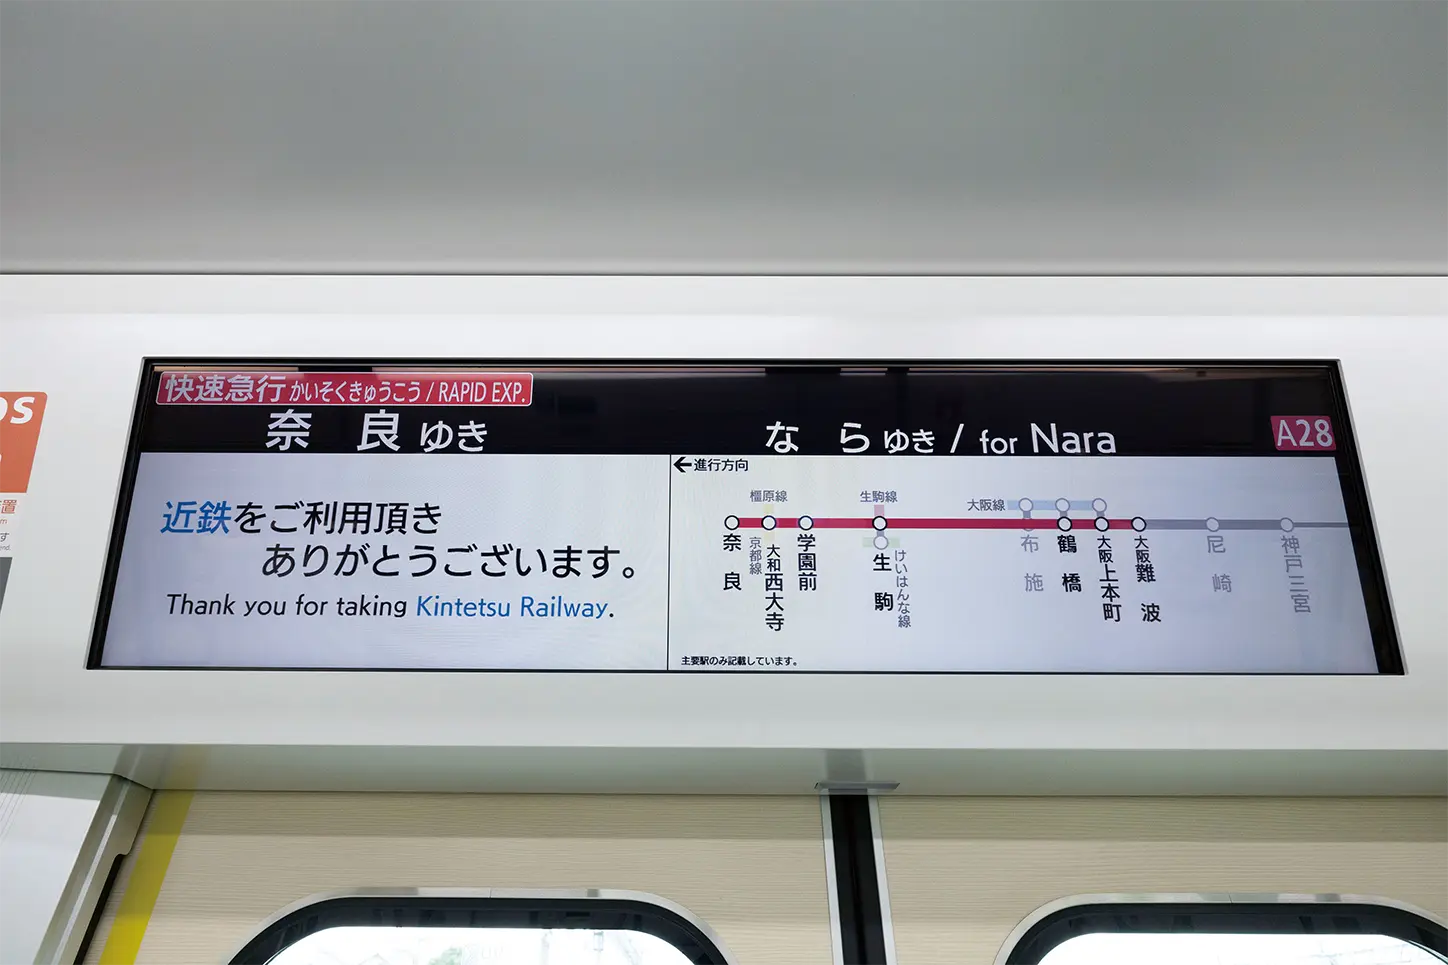 快速急行 かいそくきゅうこう / RAPID EXP.
奈良ゆき
ならゆき / for Nara
A28
近鉄をご利用頂き
ありがとうございます。
Thank you for taking Kintetsu Railway.
←進行方向
橿原線
生駒線
大阪線
奈良
京都線
大和西大寺
学園前
生駒
けいはんな線
布施
鶴橋
大阪上本町
大阪難波
尼崎
神戸三宮
主要駅のみ記載しています。
OS
置
す